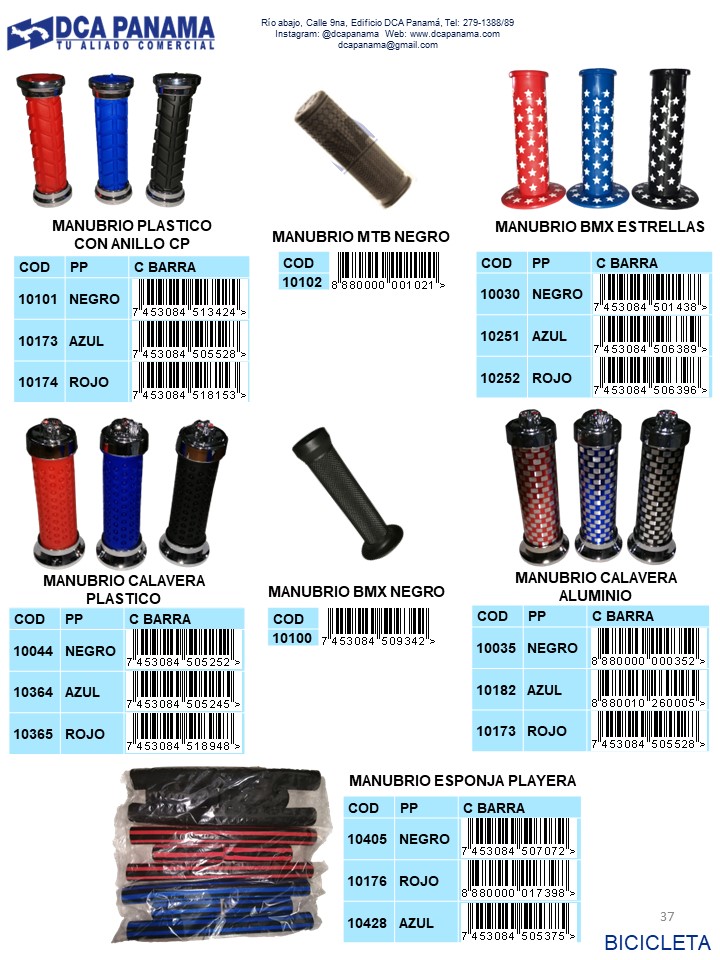 DCA PANAMA
TU ALIADO COMERCIAL
Río abajo, Calle 9na, Edificio DCA Panamá, Tel: 279-1388/89
Instagram: @dcapanama Web: www.dcapanama.com
dcapanama@gmail.com
MANUBRIO PLASTICO
CON ANILLO CP
COD PP C BARRA
10101 NEGRO 7 453084 513424 >
10173 AZUL 7 453084 505528 >
10174 ROJO 7 453084 518153 >
MANUBRIO MTB NEGRO
COD
10102 8 880000 001021 >
MANUBRIO BMX ESTRELLAS
COD PP C BARRA
10030 NEGRO 7 453084 501438 >
10251 AZUL 7 453084 506389 >
10252 ROJO 7 453084 506396 >
MANUBRIO CALAVERA
PLASTICO
COD PP C BARRA
10044 NEGRO 7 453084 505252 >
10364 AZUL 7 453084 505245 >
10365 ROJO 7 453084 518948 >
MANUBRIO BMX NEGRO
COD
10100 7 453084 509342 >
MANUBRIO CALAVERA
ALUMINIO
COD PP C BARRA
10035 NEGRO 8 880000 000352 >
10182 AZUL 8 880010 260005 >
10173 ROJO 7 453084 505528 >
MANUBRIO ESPONJA PLAYERA
COD PP C BARRA
10405 NEGRO 7 453084 507072 >
10176 ROJO 8 880000 017398 >
10428 AZUL 7 453084 505375 >
37
BICICLETA